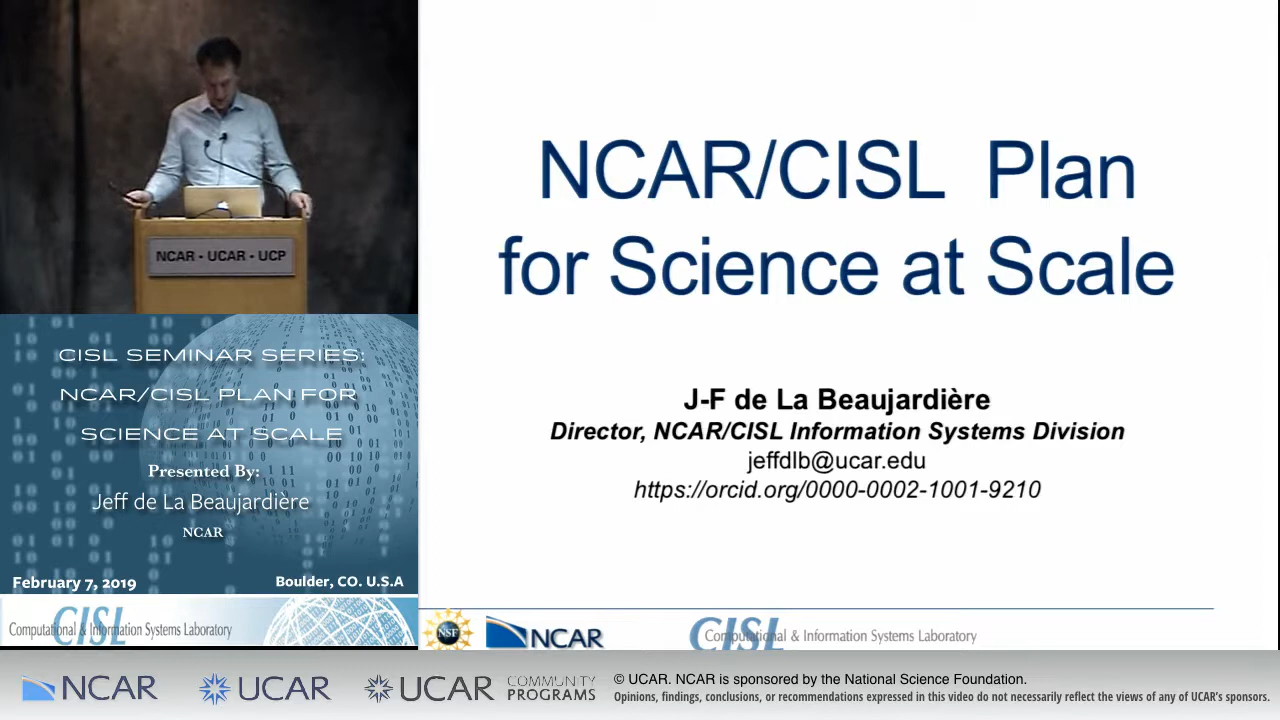 NCAR - UCAR - UCP
CISL SEMINAR SERIES:
NCAR/CISL PLAN FOR
SCIENCE AT SCALE
Presented By:
Jeff de La Beaujardière
NCAR
February 7, 2019
Boulder, CO. U.S.A
CISL
Computational & Information Systems Laboratory
NCAR/CISL Plan
for Science at Scale
J-F de La Beaujardière
Director, NCAR/CISL Information Systems Division
jeffdlb@ucar.edu
https://orcid.org/0000-0002-1001-9210
NSF
NCAR
CISL
Computational & Information Systems Laboratory
NCAR
UCAR
UCAR
COMMUNITY
PROGRAMS
© UCAR. NCAR is sponsored by the National Science Foundation.
Opinions, findings, conclusions, or recommendations expressed in this video do not necessarily reflect the views of any of UCAR's sponsors.